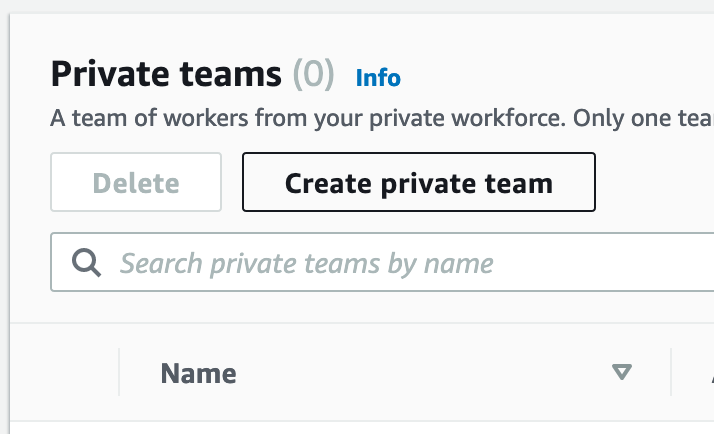 Private teams (0) Info
A team of workers from your private workforce. Only one
Delete Create private team
Search private teams by name
Name